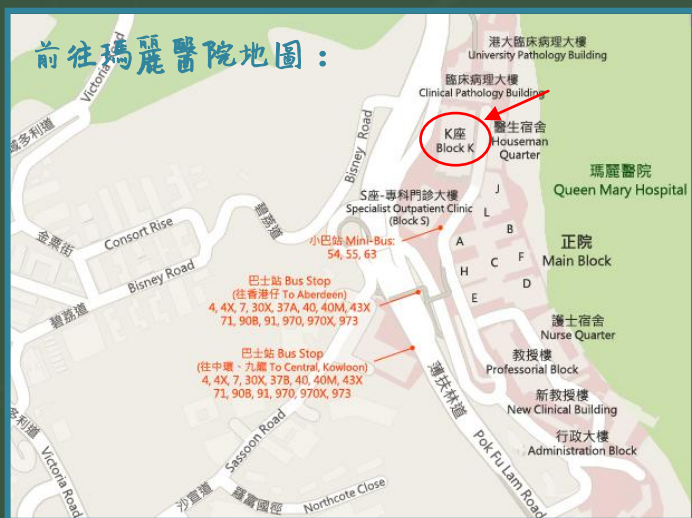 前往瑪麗醫院地圖：
港大臨床病理大樓
University Pathology Building
臨床病理大樓
Clinical Pathology Building
K座
Block K
醫生宿舍
Houseman
Quarter
瑪麗醫院
Queen Mary Hospital
S座-專科門診大樓
Specialist Outpatient Clinic
(Block S)
小巴站 Mini-Bus:
54, 55, 63
J
L
B
A
F
C
H
D
E
正院
Main Block
巴士站 Bus Stop
(往香港仔 To Aberdeen)
4, 4X, 7, 30X, 37A, 40, 40M, 43X
71, 90B, 91, 970, 970X, 973
巴士站 Bus Stop
(往中環、九龍 To Central, Kowloon)
4, 4X, 7, 30X, 37B, 40, 40M, 43X
71, 90B, 91, 970, 970X, 973
護士宿舍
Nurse Quarter
教授樓
Professorial Block
新教授樓
New Clinical Building
行政大樓
Administration Block
Victoria Road
域多利道
金粟街
Consort Rise
碧荔道
Bisney Road
Bisney Road
碧荔道
多利道
Victoria Road
沙宣道
Sassoon Road
羅富國徑
Northcote Close
薄扶林道
Pok Fu Lam Road